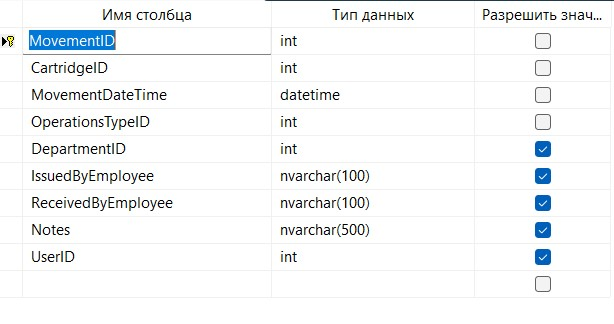 Имя столбца Тип данных Разрешить знач...
MovementID int
CartridgeID int
MovementDateTime datetime
OperationsTypeID int
DepartmentID int
IssuedByEmployee nvarchar(100)
ReceivedByEmployee nvarchar(100)
Notes nvarchar(500)
UserID int